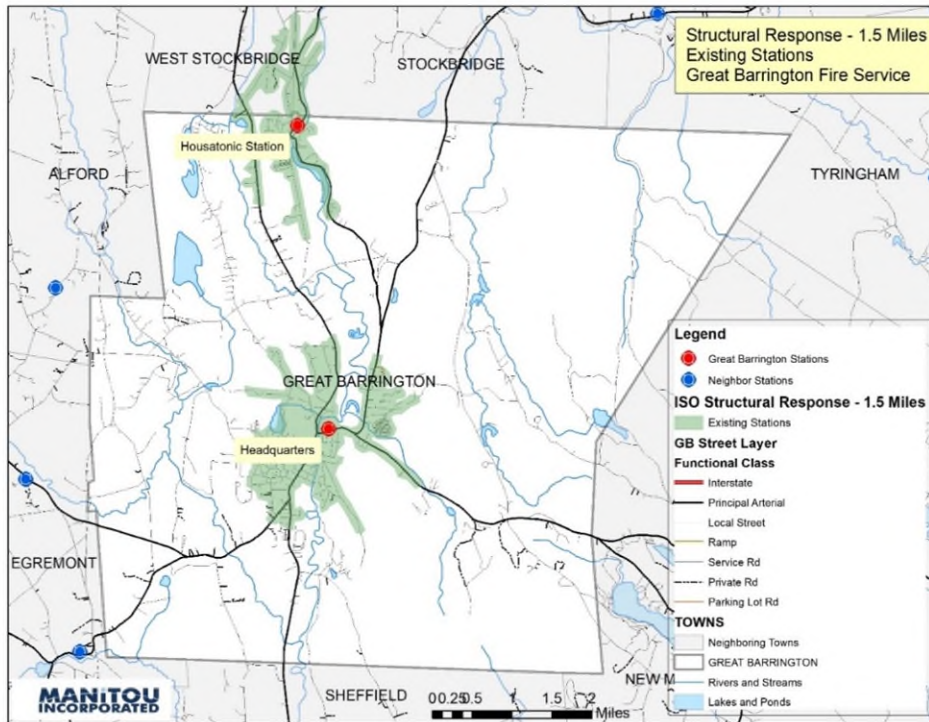 Structural Response - 1.5 Miles
Existing Stations
Great Barrington Fire Service
WEST STOCKBRIDGE
STOCKBRIDGE
Housatonic Station
ALFORD
TYRINGHAM
GREAT BARRINGTON
Headquarters
EGREMONT
SHEFFIELD
NEW M
Legend
Great Barrington Stations
Neighbor Stations
ISO Structural Response - 1.5 Miles
Existing Stations
GB Street Layer
Functional Class
Interstate
Principal Arterial
Local Street
Ramp
Service Rd
Private Rd
Parking Lot Rd
TOWNS
Neighboring Towns
GREAT BARRINGTON
Rivers and Streams
Lakes and Ponds
MANITOU
INCORPORATED
0 0.25 0.5 1 1.5 2
Miles